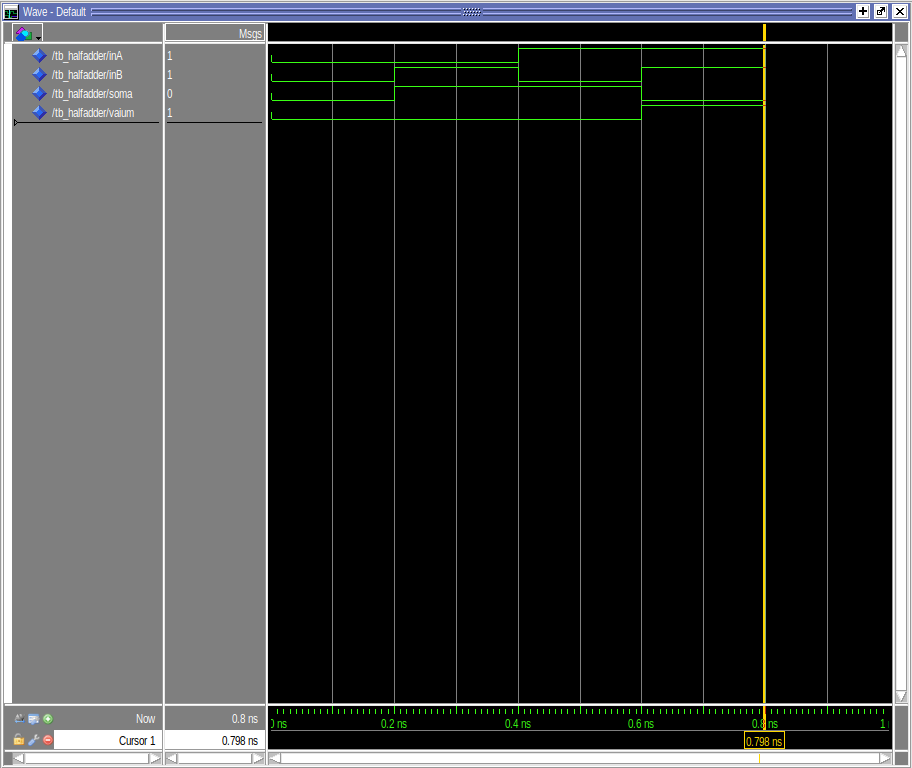 Wave - Default
Msgs
/tb_halfadder/inA 1
/tb_halfadder/inB 1
/tb_halfadder/soma 0
/tb_halfadder/vaium 1
Now 0.8 ns
0 ns 0.2 ns 0.4 ns 0.6 ns 0.8 ns 1
Cursor 1 0.798 ns
0.798 ns